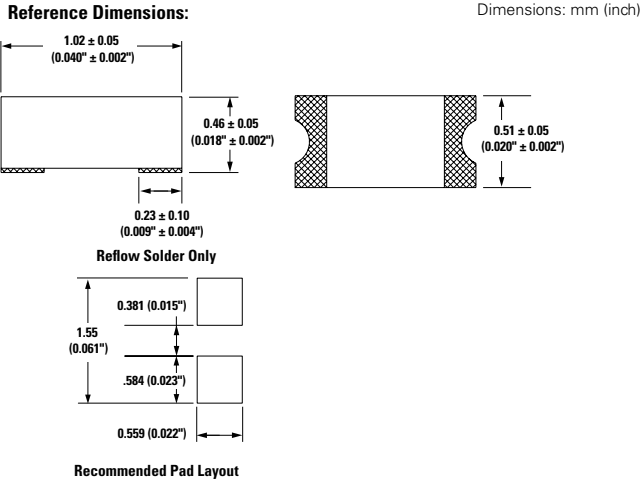 Reference Dimensions:
Dimensions: mm (inch)
1.02 ± 0.05
(0.040" ± 0.002")
0.46 ± 0.05
(0.018" ± 0.002")
0.51 ± 0.05
(0.020" ± 0.002")
0.23 ± 0.10
(0.009" ± 0.004")
Reflow Solder Only
0.381 (0.015")
1.55
(0.061")
.584 (0.023")
0.559 (0.022")
Recommended Pad Layout